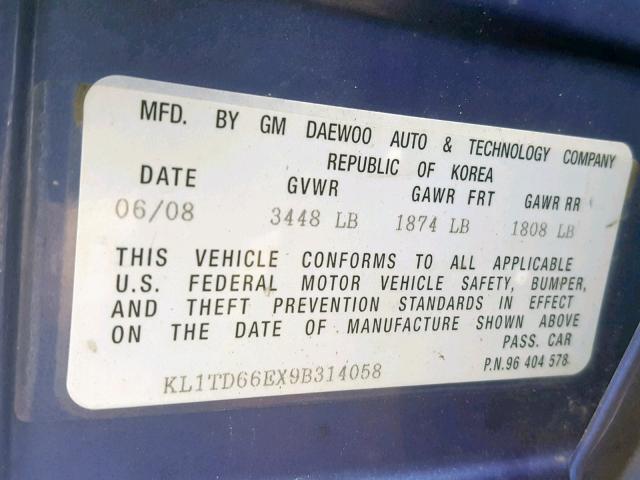 MFD. BY GM DAEWOO AUTO & TECHNOLOGY COMPANY
REPUBLIC OF KOREA
DATE GVWR GAWR FRT GAWR RR
06/08 3448 LB 1874 LB 1808 LB
THIS VEHICLE CONFORMS TO ALL APPLICABLE
U.S. FEDERAL MOTOR VEHICLE SAFETY, BUMPER,
AND THEFT PREVENTION STANDARDS IN EFFECT
ON THE DATE OF MANUFACTURE SHOWN ABOVE
PASS. CAR
KL1TD66EX9B314058 P.N.96 404 578